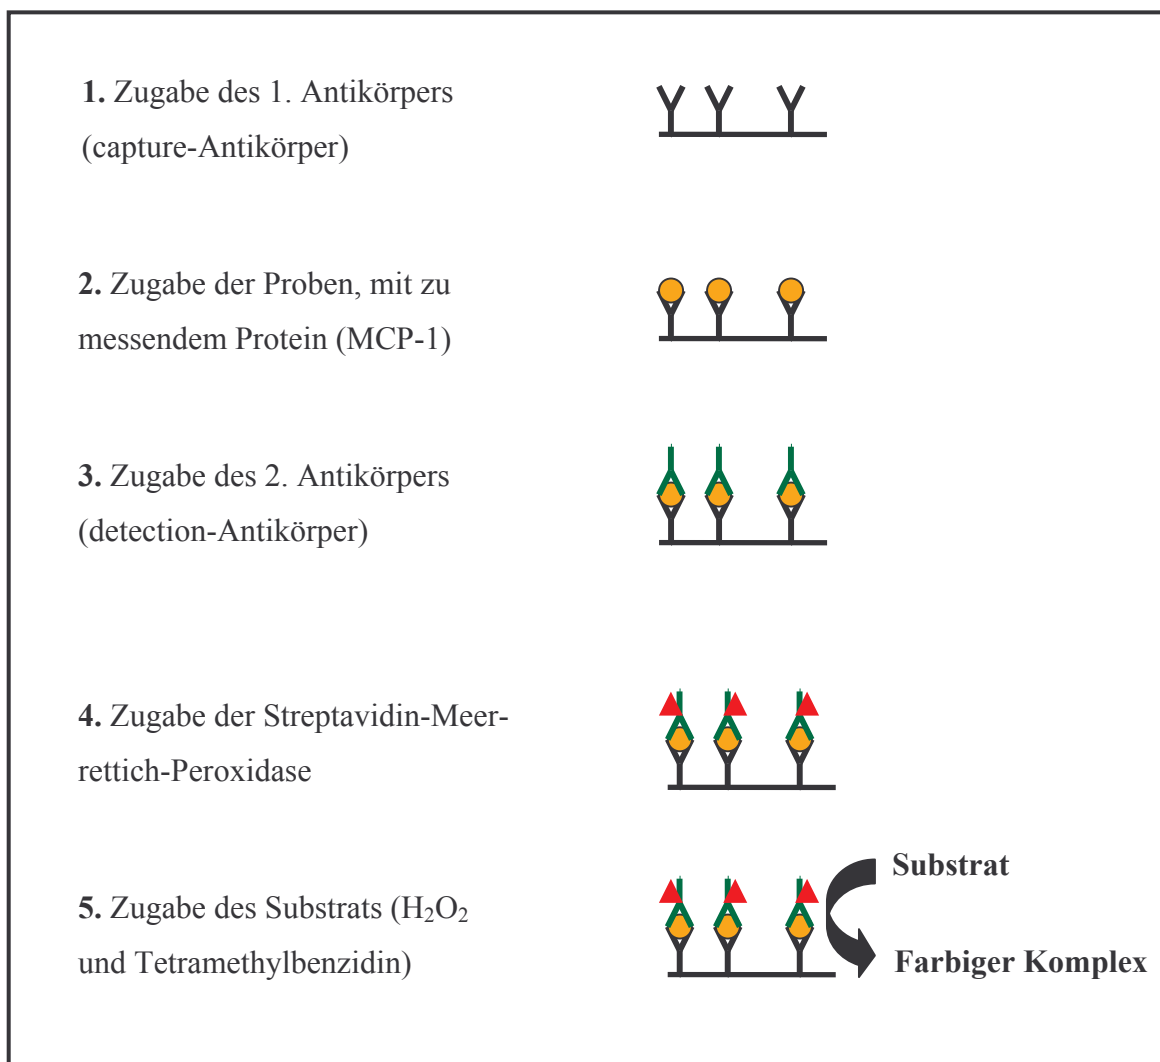 1. Zugabe des 1. Antikörpers
(capture-Antikörper)
2. Zugabe der Proben, mit zu
messendem Protein (MCP-1)
3. Zugabe des 2. Antikörpers
(detection-Antikörper)
4. Zugabe der Streptavidin-Meer-
rettich-Peroxidase
5. Zugabe des Substrats (H₂O₂
und Tetramethylbenzidin)
Substrat
Farbiger Komplex